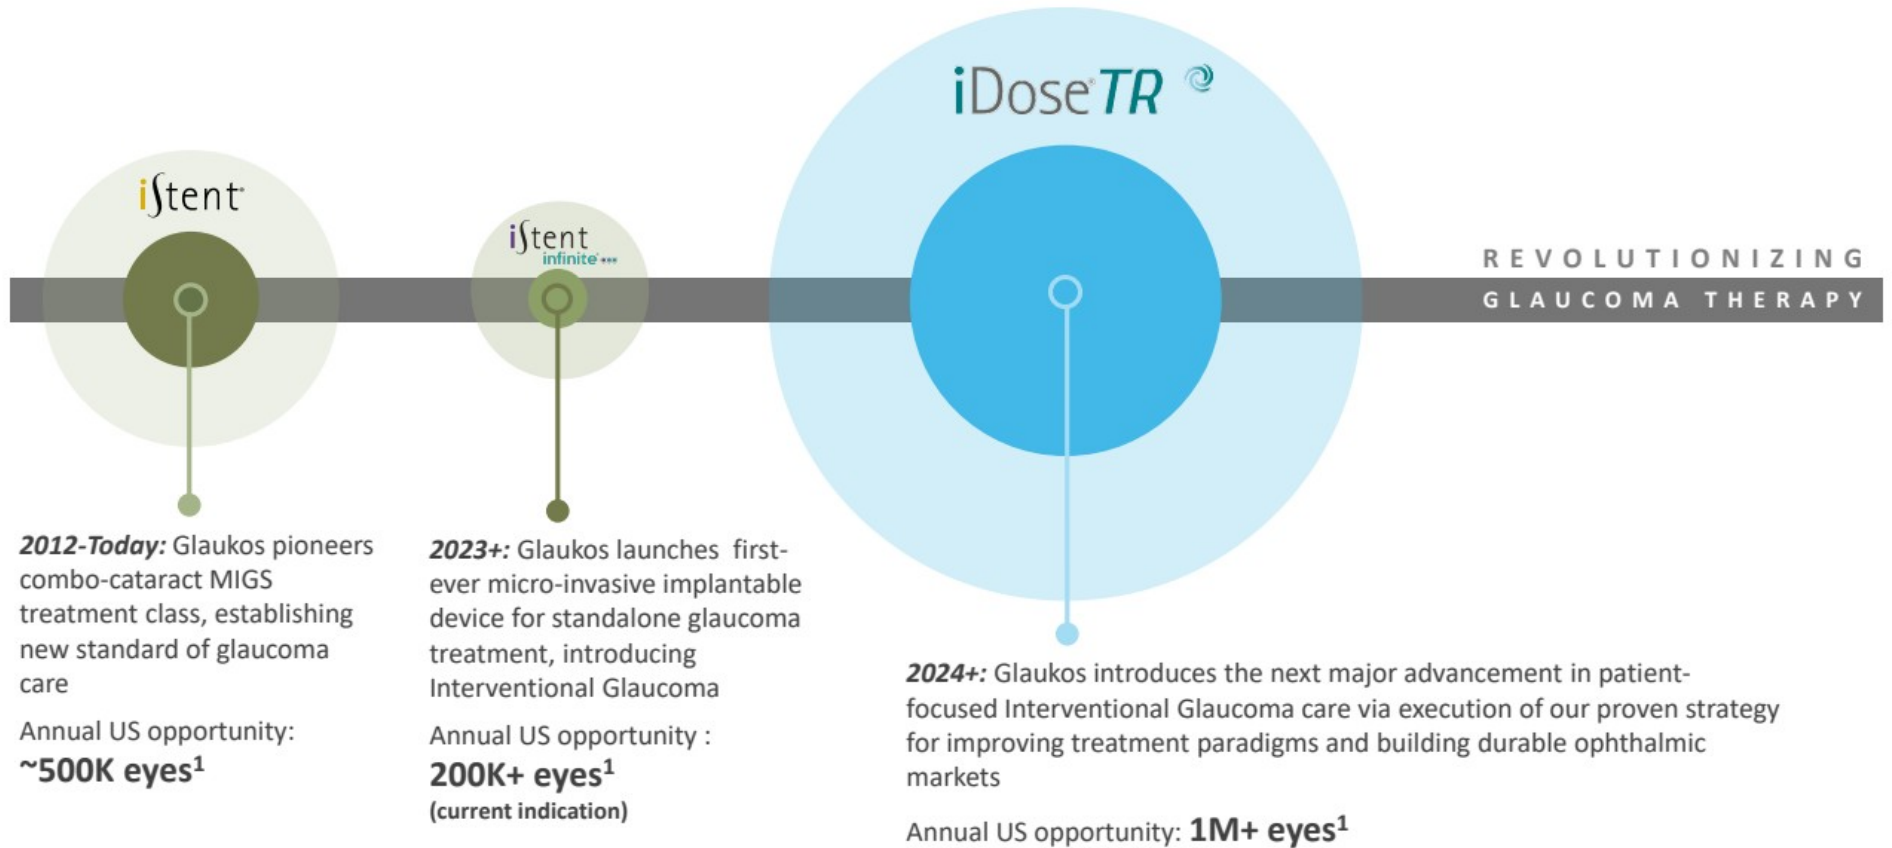 iDose® TR
iStent®
iStent
infinite®
REVOLUTIONIZING
GLAUCOMA THERAPY
2012-Today: Glaukos pioneers
combo-cataract MIGS
treatment class, establishing
new standard of glaucoma
care
Annual US opportunity:
~500K eyes¹
2023+: Glaukos launches first-
ever micro-invasive implantable
device for standalone glaucoma
treatment, introducing
Interventional Glaucoma
Annual US opportunity :
200K+ eyes¹
(current indication)
2024+: Glaukos introduces the next major advancement in patient-
focused Interventional Glaucoma care via execution of our proven strategy
for improving treatment paradigms and building durable ophthalmic
markets
Annual US opportunity: 1M+ eyes¹